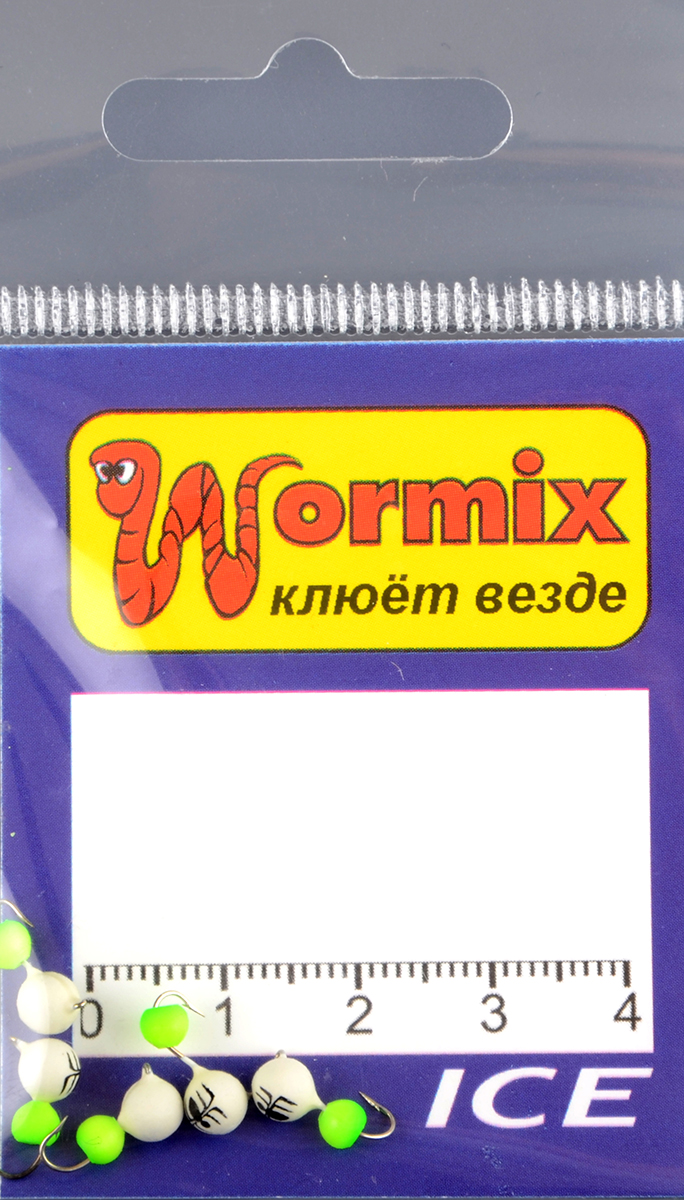 Wormix
клюёт везде
0 1 2 3 4
ICE